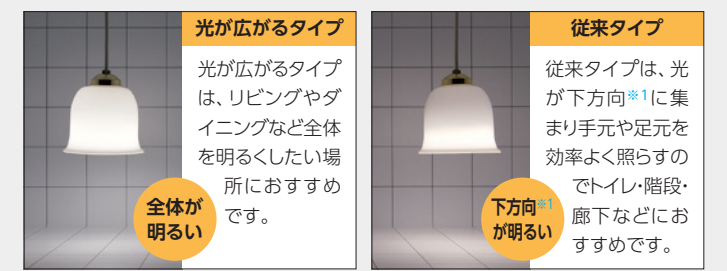 光が広がるタイプ
光が広がるタイプ
は、リビングやダ
イニングなど全体
を明るくしたい場
所におすすめ
です。
全体が
明るい
従来タイプ
従来タイプは、光
が下方向※1に集
まり手元や足元を
効率よく照らすの
でトイレ・階段・
廊下などにお
すすめです。
下方向※1
が明るい